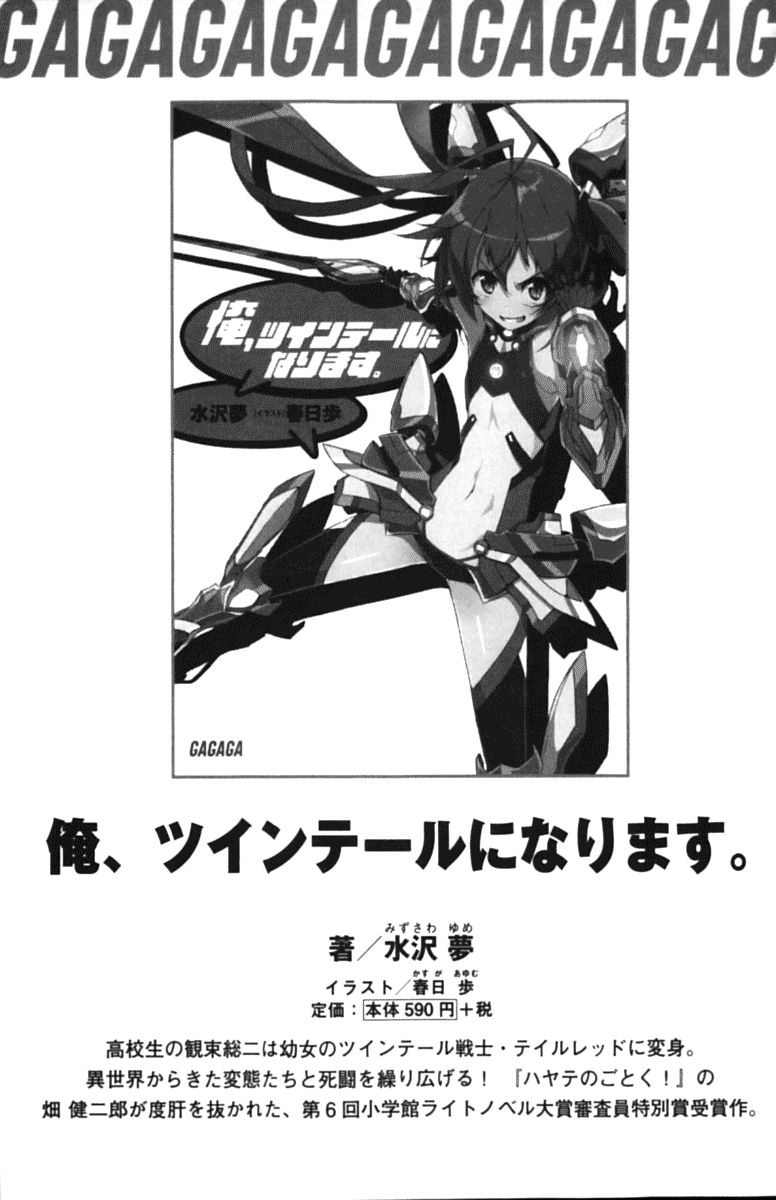 GAGAGAGAGAGAGAGAG
俺、ツインテールに
なります。
水沢夢 イラスト 春日歩
GAGAGA
俺、ツインテールになります。
みずさわ ゆめ
著／水沢 夢
かすが あゆむ
イラスト／春日 歩
定価：本体590円＋税
高校生の観束総二は幼女のツインテール戦士・テイルレッドに変身。
異世界からきた変態たちと死闘を繰り広げる！ 『ハヤテのごとく！』の
畑 健二郎が度肝を抜かれた、第6回小学館ライトノベル大賞審査員特別賞受賞作。